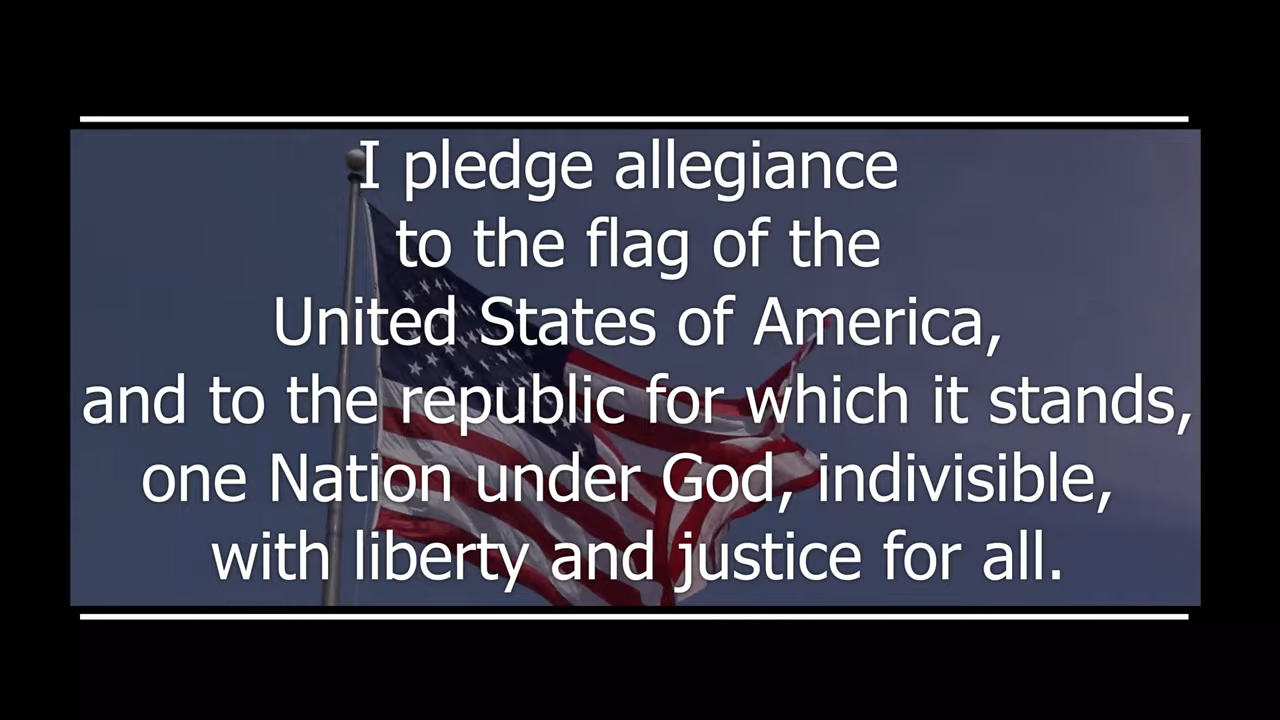 I pledge allegiance
to the flag of the
United States of America,
and to the republic for which it stands,
one Nation under God, indivisible,
with liberty and justice for all.